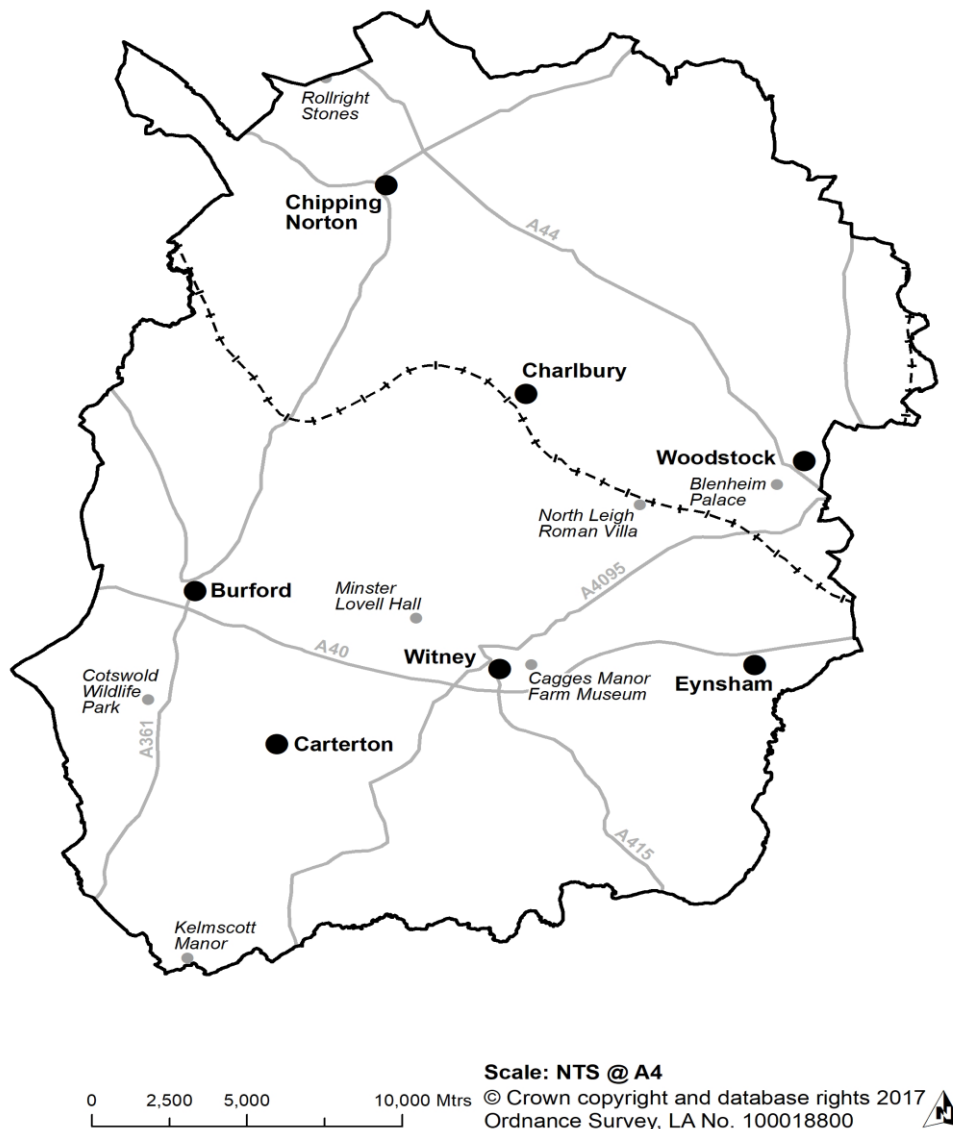 Rollright
Stones
Chipping
Norton
A44
Charlbury
Woodstock
Blenheim
Palace
North Leigh
Roman Villa
A4095
Burford
Minster
Lovell Hall
A40
Witney
Cagges Manor
Farm Museum
Eynsham
Cotswold
Wildlife
Park
A361
Carterton
A415
Kelmscott
Manor
Scale: NTS @ A4
0 2,500 5,000 10,000 Mtrs
© Crown copyright and database rights 2017
Ordnance Survey, LA No. 100018800
N